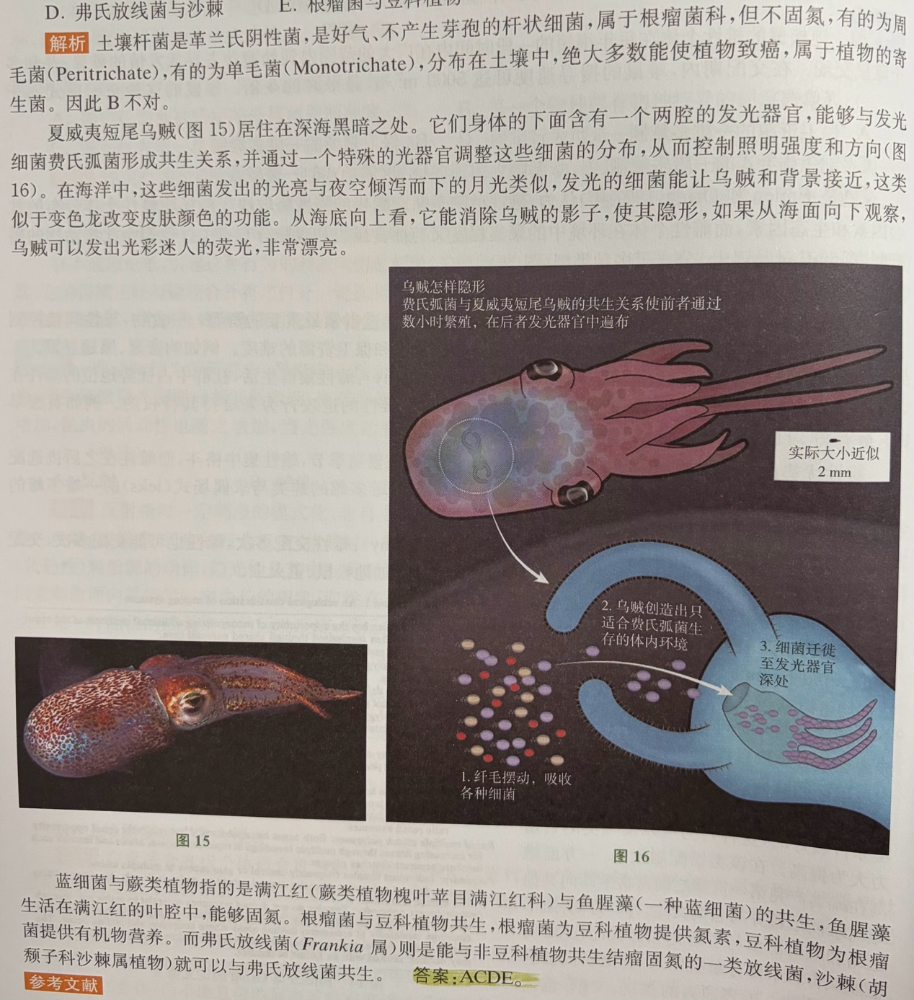 D. 弗氏放线菌与沙棘 E. 根瘤菌与豆科植物
解析 土壤杆菌是革兰氏阴性菌,是好气、不产生芽孢的杆状细菌,属于根瘤菌科,但不固氮,有的为周
毛菌(Peritrichate),有的为单毛菌(Monotrichate),分布在土壤中,绝大多数能使植物致癌,属于植物的寄
生菌。因此 B 不对。
夏威夷短尾乌贼(图 15)居住在深海黑暗之处。它们身体的下面含有一个两腔的发光器官,能够与发光
细菌费氏弧菌形成共生关系,并通过一个特殊的光器官调整这些细菌的分布,从而控制照明强度和方向(图
16)。在海洋中,这些细菌发出的光亮与夜空倾泻而下的月光类似,发光的细菌能让乌贼和背景接近,这类
似于变色龙改变皮肤颜色的功能。从海底向上看,它能消除乌贼的影子,使其隐形,如果从海面向下观察,
乌贼可以发出光彩迷人的荧光,非常漂亮。
乌贼怎样隐形
费氏弧菌与夏威夷短尾乌贼的共生关系使前者通过
数小时繁殖，在后者发光器官中遍布
实际大小近似
2 mm
2. 乌贼创造出只
适合费氏弧菌生
存的体内环境
3. 细菌迁徙
至发光器官
深处
1. 纤毛摆动，吸收
各种细菌
图 15
图 16
蓝细菌与蕨类植物指的是满江红(蕨类植物槐叶苹目满江红科)与鱼腥藻(一种蓝细菌)的共生,鱼腥藻
生活在满江红的叶腔中,能够固氮。根瘤菌与豆科植物共生,根瘤菌为豆科植物提供氮素,豆科植物为根瘤
菌提供有机物营养。而弗氏放线菌(Frankia 属)则是能与非豆科植物共生结瘤固氮的一类放线菌,沙棘(胡
颓子科沙棘属植物)就可以与弗氏放线菌共生。 答案:ACDE。
参考文献